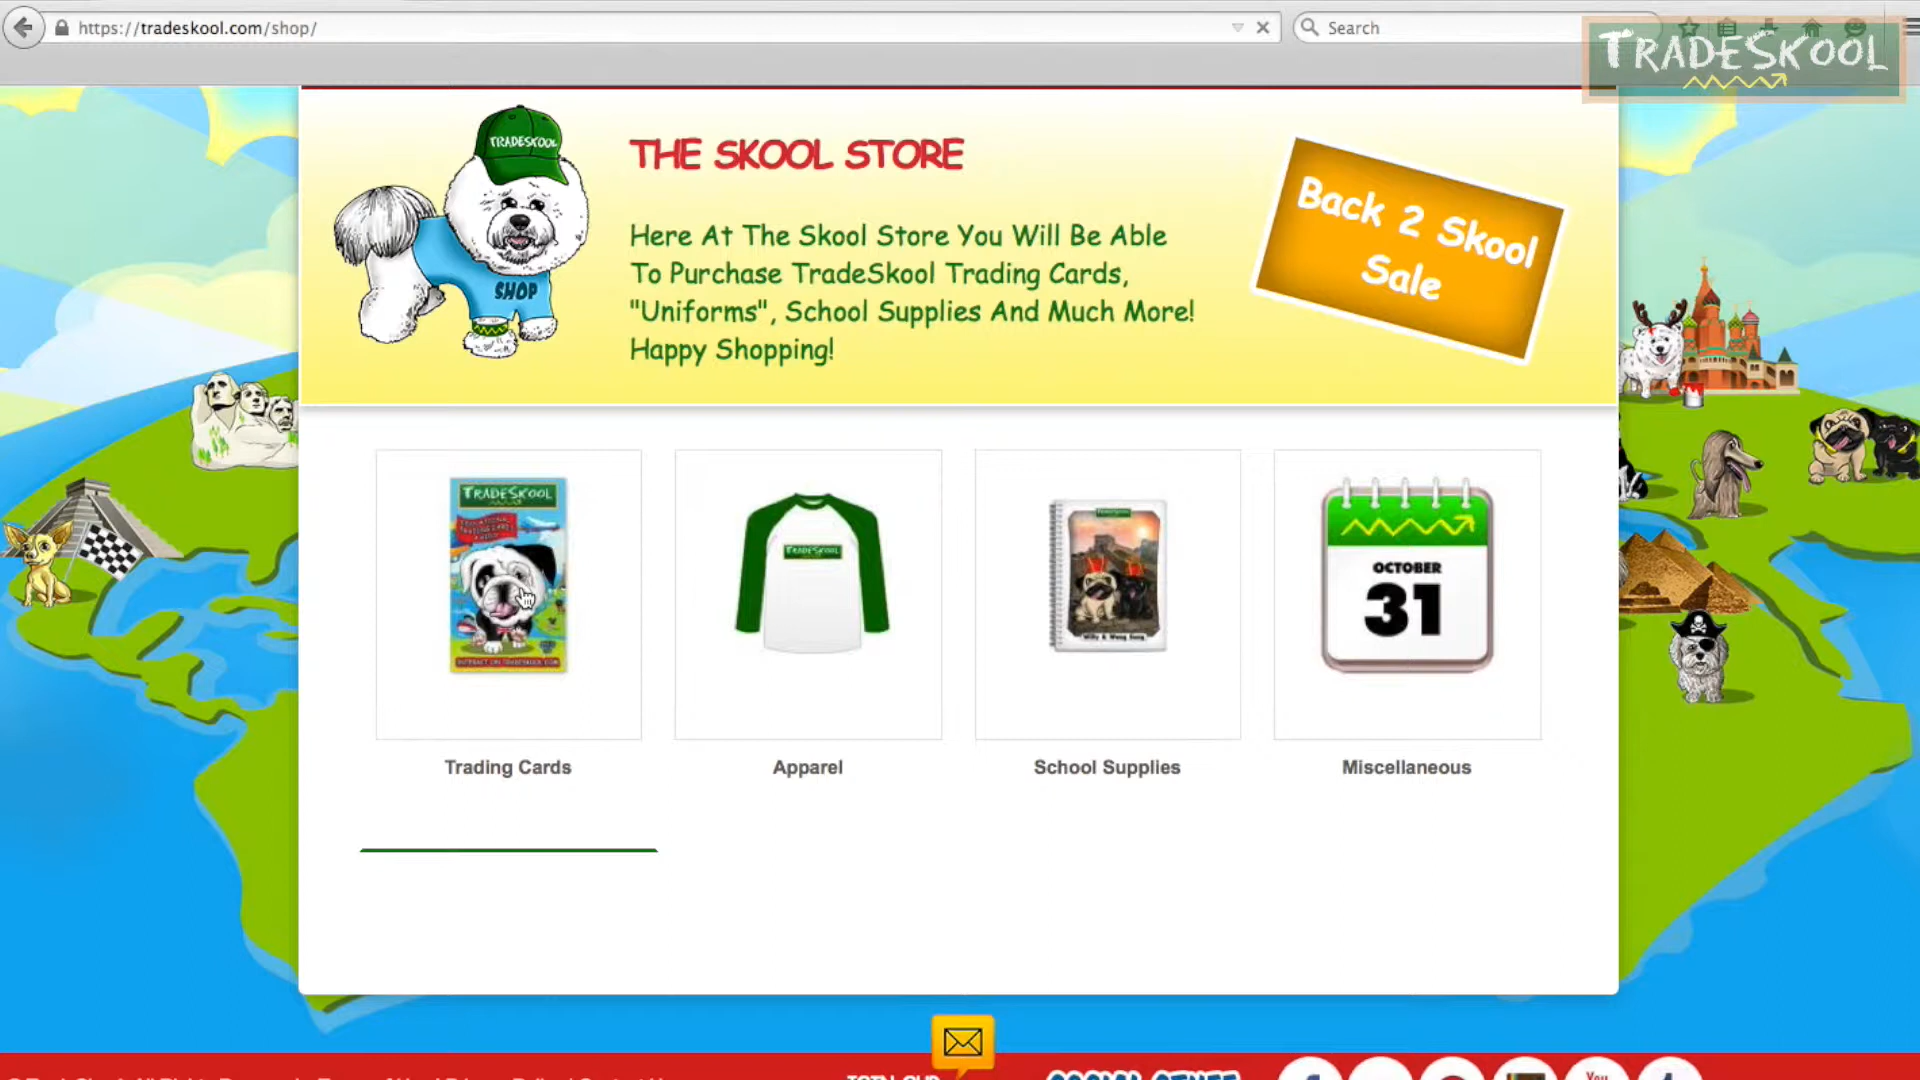 https://tradeskool.com/shop/
Search
TRADESKOOL
TRADESKOOL
SHOP
THE SKOOL STORE
Here At The Skool Store You Will Be Able
To Purchase TradeSkool Trading Cards,
"Uniforms", School Supplies And Much More!
Happy Shopping!
Back 2 Skool
Sale
TRADESKOOL
TRADESKOOL
OCTOBER
31
Trading Cards
Apparel
School Supplies
Miscellaneous
You